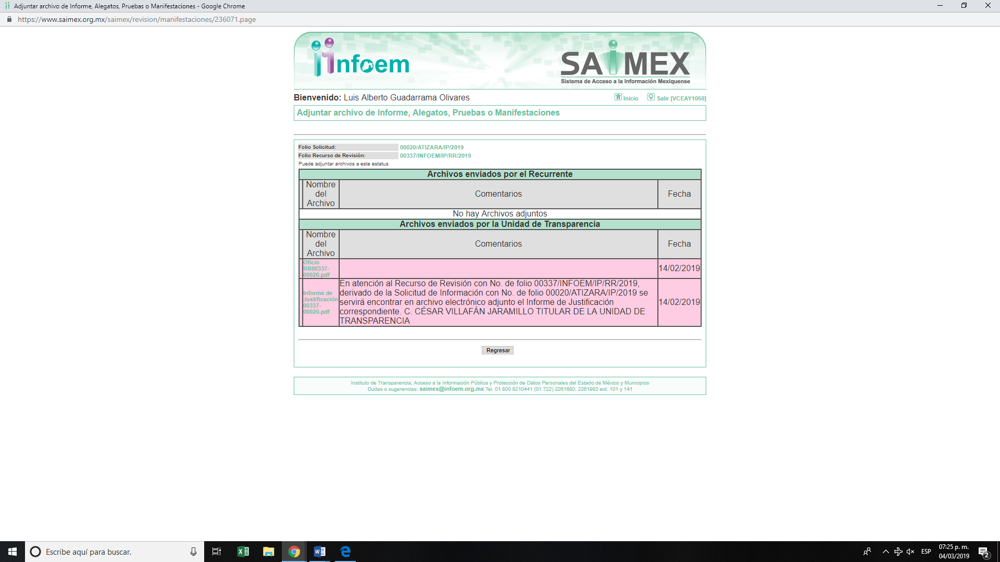 Adjuntar archivo de Informe, Alegatos, Pruebas o Manifestaciones - Google Chrome
https://www.saimex.org.mx/saimex/revision/manifestaciones/236071.page
infoem
SAIMEX
Sistema de Acceso a la Información Mexiquense
Bienvenido: Luis Alberto Guadarrama Olivares
Inicio Salir [VCEAY1050]
Adjuntar archivo de Informe, Alegatos, Pruebas o Manifestaciones
Folio Solicitud: 00020/ATIZARA/IP/2019
Folio Recurso de Revisión: 00337/INFOEM/IP/RR/2019
Puede adjuntar archivos a este estatus
Archivos enviados por el Recurrente
Nombre
del
Archivo
Comentarios
Fecha
No hay Archivos adjuntos
Archivos enviados por la Unidad de Transparencia
Nombre
del
Archivo
Comentarios
Fecha
Oficio
RR00337-
00020.pdf
14/02/2019
Informe de
Justificación
00337-
00020.pdf
En atención al Recurso de Revisión con No. de folio 00337/INFOEM/IP/RR/2019,
derivado de la Solicitud de Información con No. de folio 00020/ATIZARA/IP/2019 se
servirá encontrar en archivo electrónico adjunto el Informe de Justificación
correspondiente. C. CÉSAR VILLAFÁN JARAMILLO TITULAR DE LA UNIDAD DE
TRANSPARENCIA
14/02/2019
Regresar
Instituto de Transparencia, Acceso a la Información Pública y Protección de Datos Personales del Estado de México y Municipios
Dudas o sugerencias: saimex@infoem.org.mx Tel. 01 800 8210441 (01 722) 2261680, 2261983 ext. 101 y 141
Escribe aquí para buscar.
ESP
07:25 p. m.
04/03/2019
2